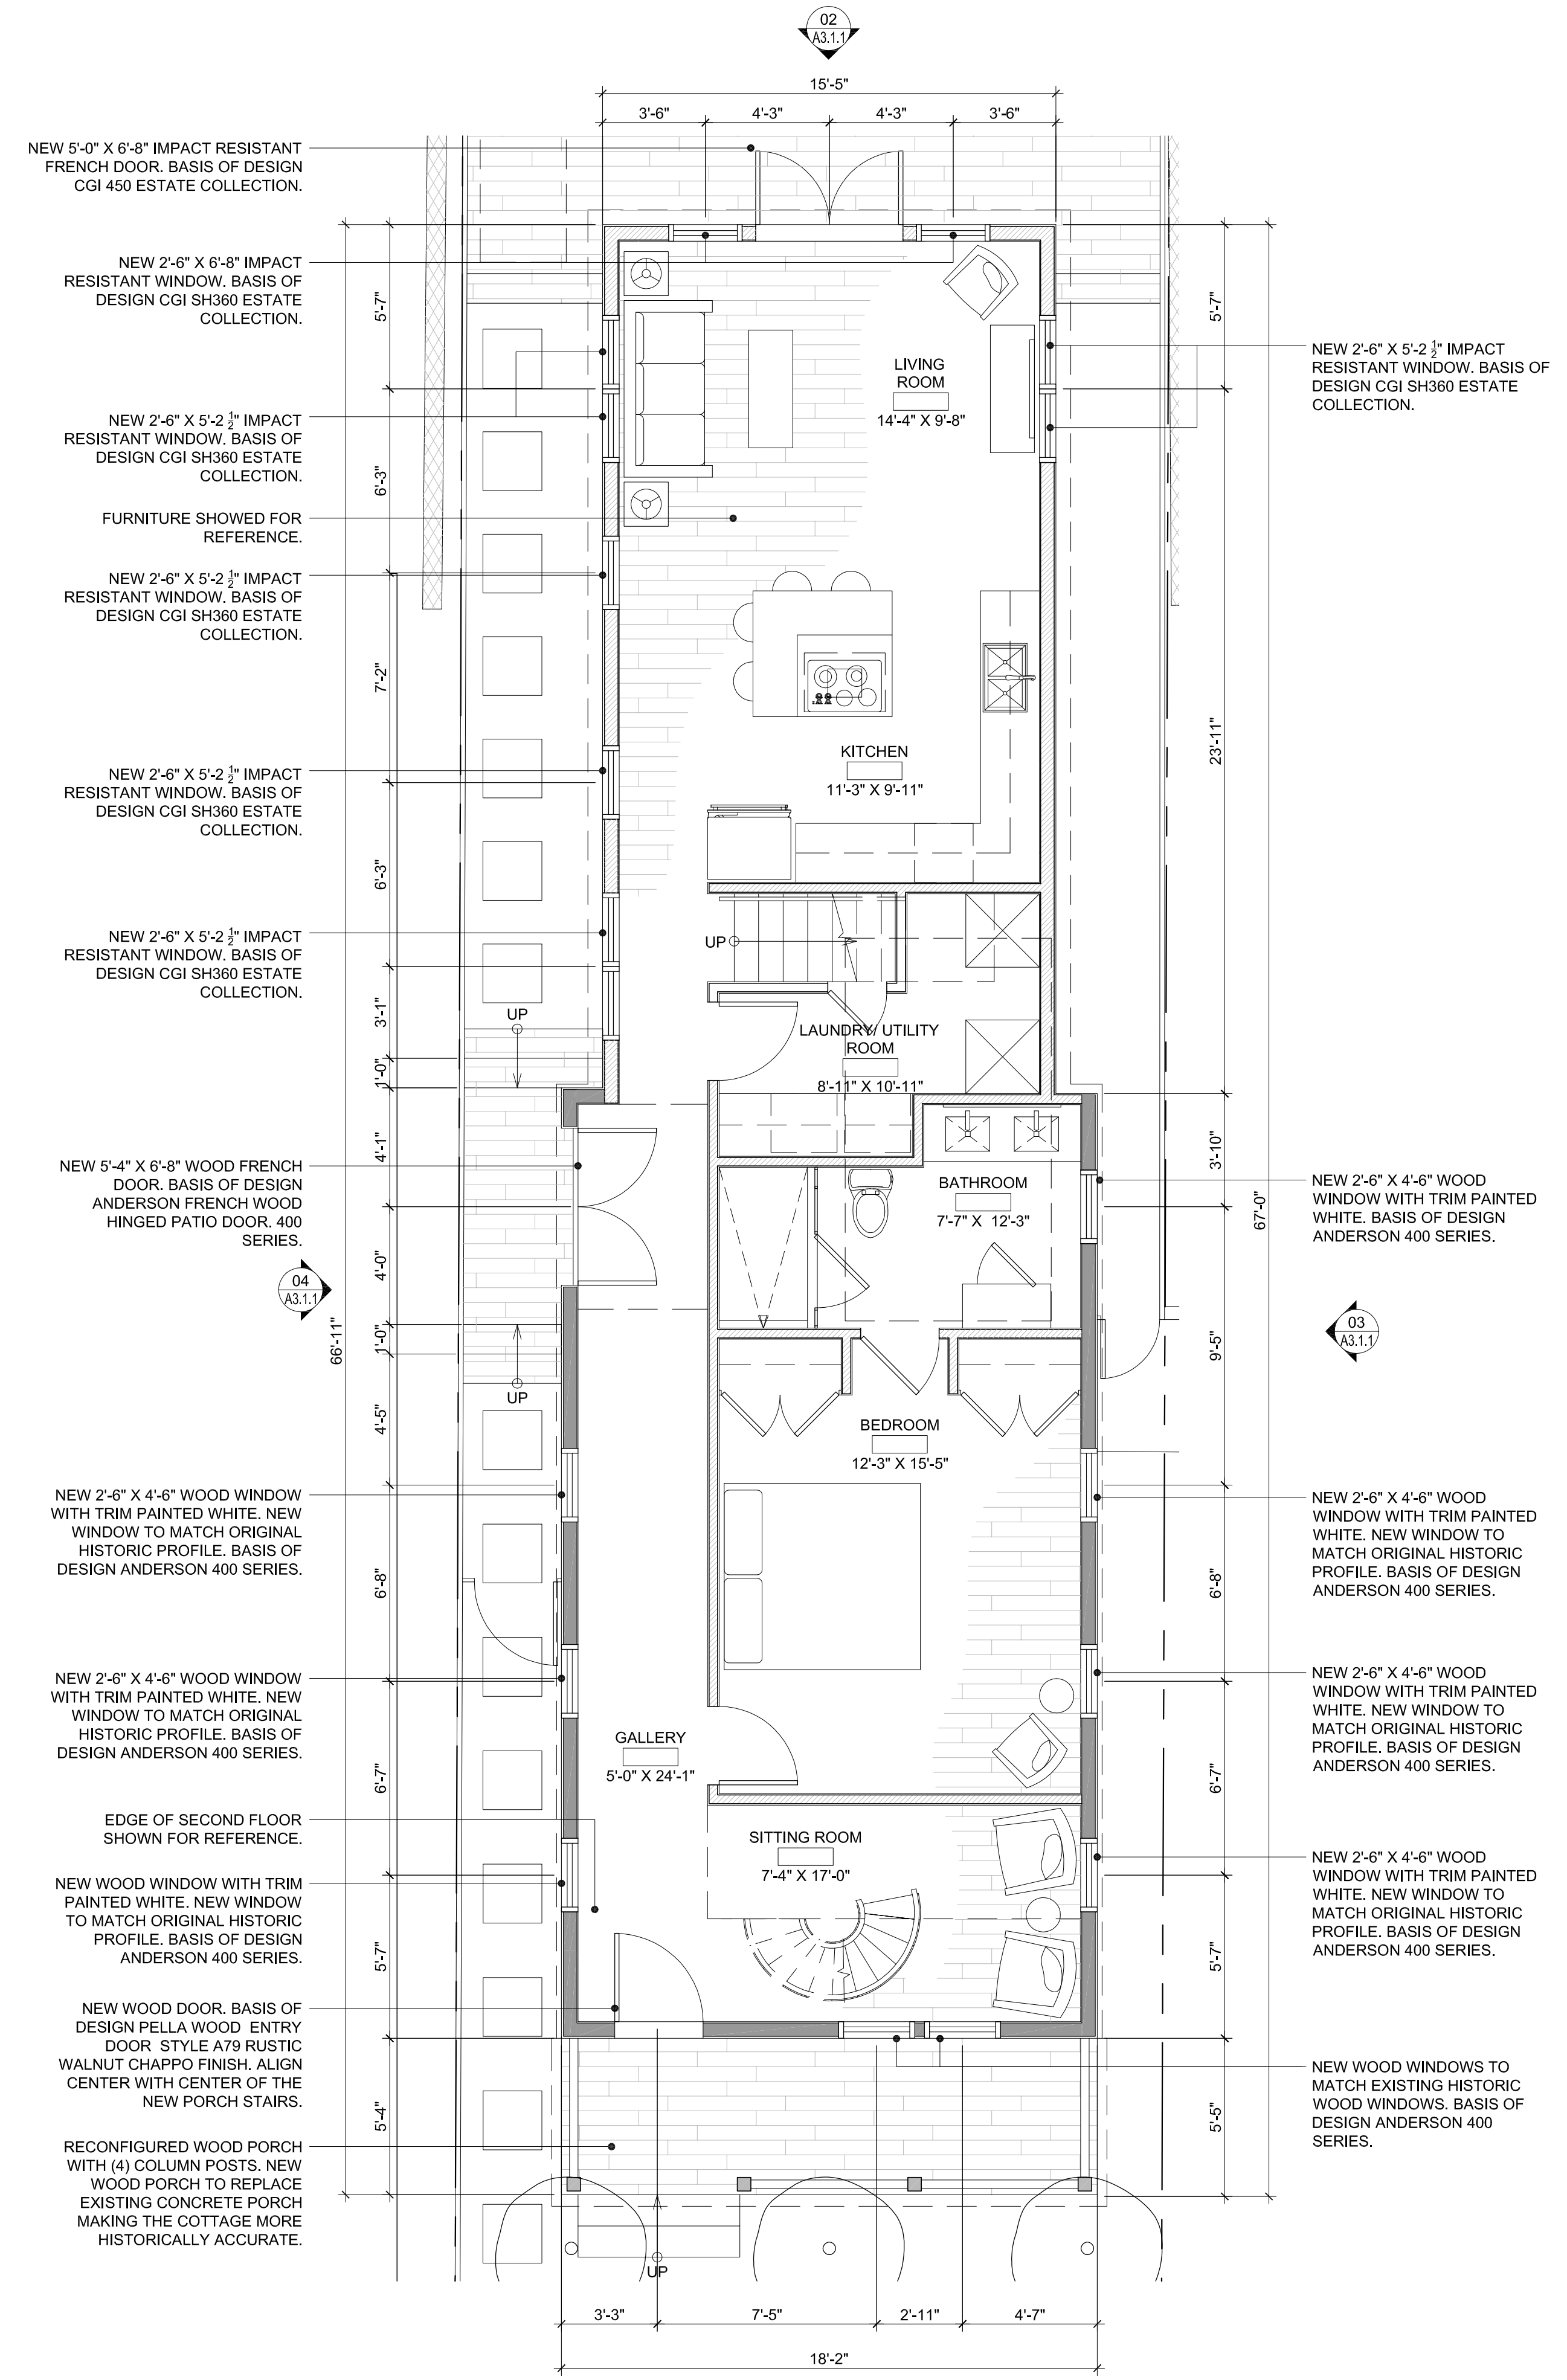 02
A3.1.1
15'-5"
3'-6"
4'-3"
4'-3"
3'-6"
NEW 5'-0" X 6'-8" IMPACT RESISTANT
FRENCH DOOR. BASIS OF DESIGN
CGI 450 ESTATE COLLECTION.
NEW 2'-6" X 6'-8" IMPACT
RESISTANT WINDOW. BASIS OF
DESIGN CGI SH360 ESTATE
COLLECTION.
NEW 2'-6" X 5'-2 1/2" IMPACT
RESISTANT WINDOW. BASIS OF
DESIGN CGI SH360 ESTATE
COLLECTION.
FURNITURE SHOWED FOR
REFERENCE.
NEW 2'-6" X 5'-2 1/2" IMPACT
RESISTANT WINDOW. BASIS OF
DESIGN CGI SH360 ESTATE
COLLECTION.
NEW 2'-6" X 5'-2 1/2" IMPACT
RESISTANT WINDOW. BASIS OF
DESIGN CGI SH360 ESTATE
COLLECTION.
NEW 2'-6" X 5'-2 1/2" IMPACT
RESISTANT WINDOW. BASIS OF
DESIGN CGI SH360 ESTATE
COLLECTION.
NEW 5'-4" X 6'-8" WOOD FRENCH
DOOR. BASIS OF DESIGN
ANDERSON FRENCH WOOD
HINGED PATIO DOOR. 400
SERIES.
04
A3.1.1
NEW 2'-6" X 4'-6" WOOD WINDOW
WITH TRIM PAINTED WHITE. NEW
WINDOW TO MATCH ORIGINAL
HISTORIC PROFILE. BASIS OF
DESIGN ANDERSON 400 SERIES.
NEW 2'-6" X 4'-6" WOOD WINDOW
WITH TRIM PAINTED WHITE. NEW
WINDOW TO MATCH ORIGINAL
HISTORIC PROFILE. BASIS OF
DESIGN ANDERSON 400 SERIES.
EDGE OF SECOND FLOOR
SHOWN FOR REFERENCE.
NEW WOOD WINDOW WITH TRIM
PAINTED WHITE. NEW WINDOW
TO MATCH ORIGINAL HISTORIC
PROFILE. BASIS OF DESIGN
ANDERSON 400 SERIES.
NEW WOOD DOOR. BASIS OF
DESIGN PELLA WOOD ENTRY
DOOR STYLE A79 RUSTIC
WALNUT CHAPPO FINISH. ALIGN
CENTER WITH CENTER OF THE
NEW PORCH STAIRS.
RECONFIGURED WOOD PORCH
WITH (4) COLUMN POSTS. NEW
WOOD PORCH TO REPLACE
EXISTING CONCRETE PORCH
MAKING THE COTTAGE MORE
HISTORICALLY ACCURATE.
66'-11"
5'-7"
6'-3"
7'-2"
6'-3"
3'-1"
1'-0"
4'-1"
4'-0"
1'-0"
4'-5"
6'-8"
6'-7"
5'-7"
5'-4"
UP
UP
LIVING
ROOM
14'-4" X 9'-8"
KITCHEN
11'-3" X 9'-11"
UP
LAUNDRY/ UTILITY
ROOM
8'-11" X 10'-11"
BATHROOM
7'-7" X 12'-3"
BEDROOM
12'-3" X 15'-5"
GALLERY
5'-0" X 24'-1"
SITTING ROOM
7'-4" X 17'-0"
UP
5'-7"
23'-11"
3'-10"
9'-5"
6'-8"
6'-7"
5'-7"
5'-5"
67'-0"
NEW 2'-6" X 5'-2 1/2" IMPACT
RESISTANT WINDOW. BASIS OF
DESIGN CGI SH360 ESTATE
COLLECTION.
NEW 2'-6" X 4'-6" WOOD
WINDOW WITH TRIM PAINTED
WHITE. BASIS OF DESIGN
ANDERSON 400 SERIES.
03
A3.1.1
NEW 2'-6" X 4'-6" WOOD
WINDOW WITH TRIM PAINTED
WHITE. NEW WINDOW TO
MATCH ORIGINAL HISTORIC
PROFILE. BASIS OF DESIGN
ANDERSON 400 SERIES.
NEW 2'-6" X 4'-6" WOOD
WINDOW WITH TRIM PAINTED
WHITE. NEW WINDOW TO
MATCH ORIGINAL HISTORIC
PROFILE. BASIS OF DESIGN
ANDERSON 400 SERIES.
NEW 2'-6" X 4'-6" WOOD
WINDOW WITH TRIM PAINTED
WHITE. NEW WINDOW TO
MATCH ORIGINAL HISTORIC
PROFILE. BASIS OF DESIGN
ANDERSON 400 SERIES.
NEW WOOD WINDOWS TO
MATCH EXISTING HISTORIC
WOOD WINDOWS. BASIS OF
DESIGN ANDERSON 400
SERIES.
3'-3"
7'-5"
2'-11"
4'-7"
18'-2"